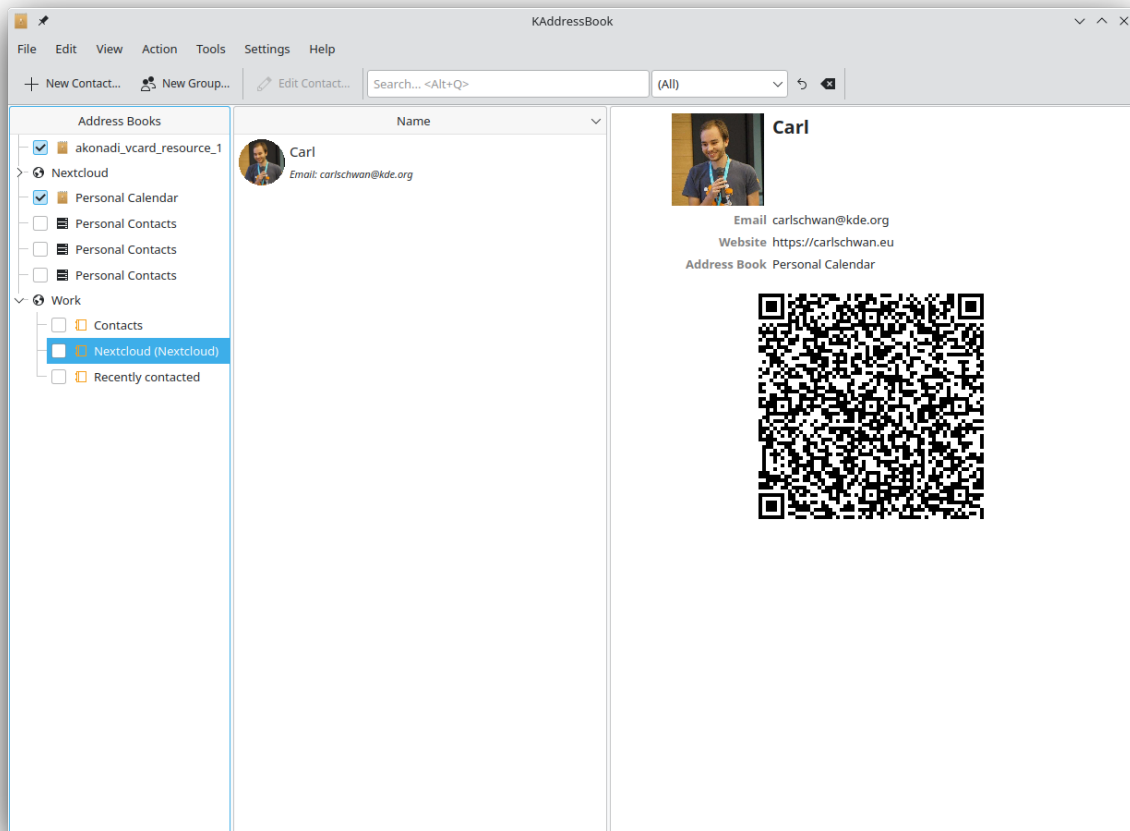 KAddressBook
File Edit View Action Tools Settings Help
New Contact... New Group... Edit Contact... Search... <Alt+Q> (All)
Address Books
akonadi_vcard_resource_1
Nextcloud
Personal Calendar
Personal Contacts
Personal Contacts
Personal Contacts
Work
Contacts
Nextcloud (Nextcloud)
Recently contacted
Name
Carl
Email: carlschwan@kde.org
Carl
Email carlschwan@kde.org
Website https://carlschwan.eu
Address Book Personal Calendar